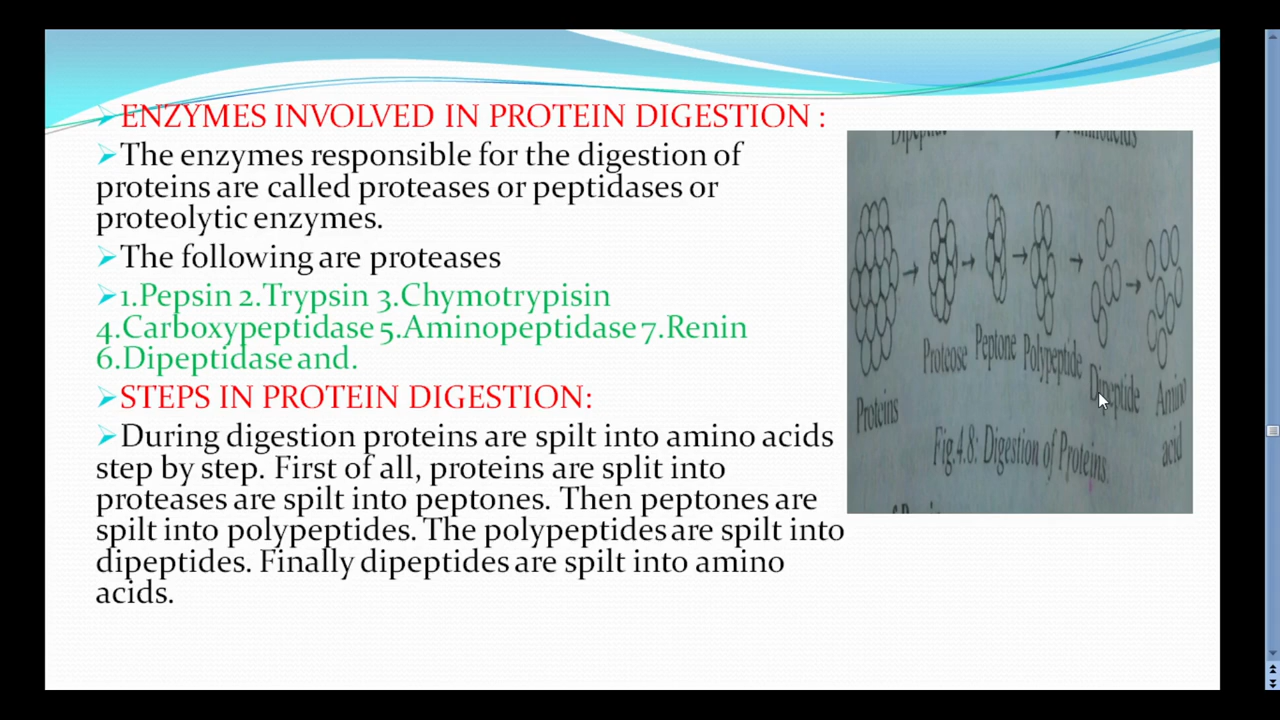 ENZYMES INVOLVED IN PROTEIN DIGESTION :
The enzymes responsible for the digestion of
proteins are called proteases or peptidases or
proteolytic enzymes.
The following are proteases
1.Pepsin 2.Trypsin 3.Chymotrypisin
4.Carboxypeptidase 5.Aminopeptidase 7.Renin
6.Dipeptidase and.
STEPS IN PROTEIN DIGESTION:
During digestion proteins are spilt into amino acids
step by step. First of all, proteins are split into
proteases are spilt into peptones. Then peptones are
spilt into polypeptides. The polypeptides are spilt into
dipeptides. Finally dipeptides are spilt into amino
acids.
Proteins
Proteose
Peptone
Polypeptide
Dipeptide
Amino
acid
Fig.4.8: Digestion of Proteins.